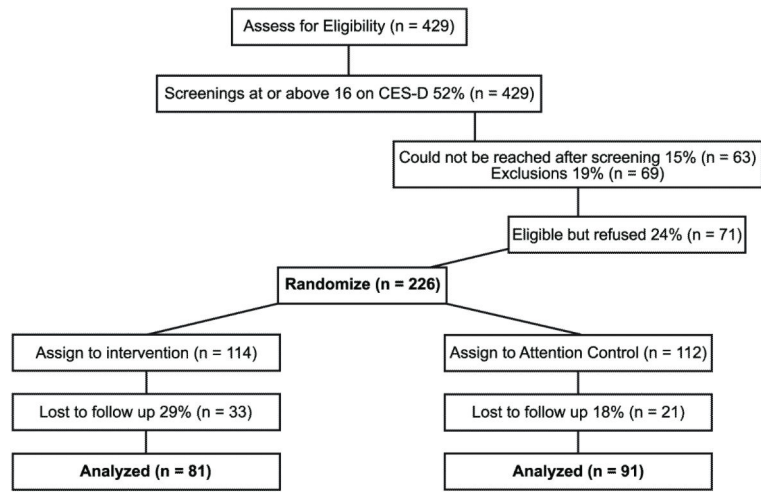 Assess for Eligibility (n = 429)
Screenings at or above 16 on CES-D 52% (n = 429)
Could not be reached after screening 15% (n = 63)
Exclusions 19% (n = 69)
Eligible but refused 24% (n = 71)
Randomize (n = 226)
Assign to intervention (n = 114)
Assign to Attention Control (n = 112)
Lost to follow up 29% (n = 33)
Lost to follow up 18% (n = 21)
Analyzed (n = 81)
Analyzed (n = 91)